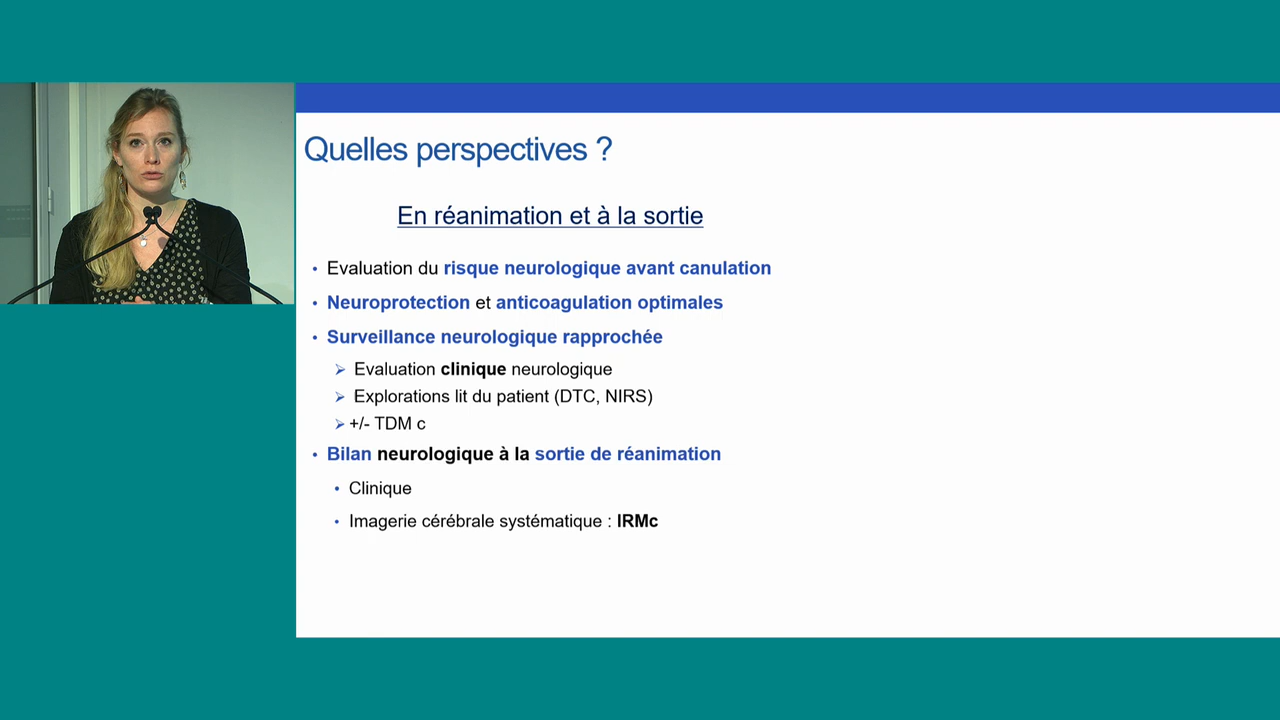 Quelles perspectives ?
En réanimation et à la sortie
• Evaluation du risque neurologique avant canulation
• Neuroprotection et anticoagulation optimales
• Surveillance neurologique rapprochée
➢ Evaluation clinique neurologique
➢ Explorations lit du patient (DTC, NIRS)
➢ +/- TDM c
• Bilan neurologique à la sortie de réanimation
• Clinique
• Imagerie cérébrale systématique : IRMc